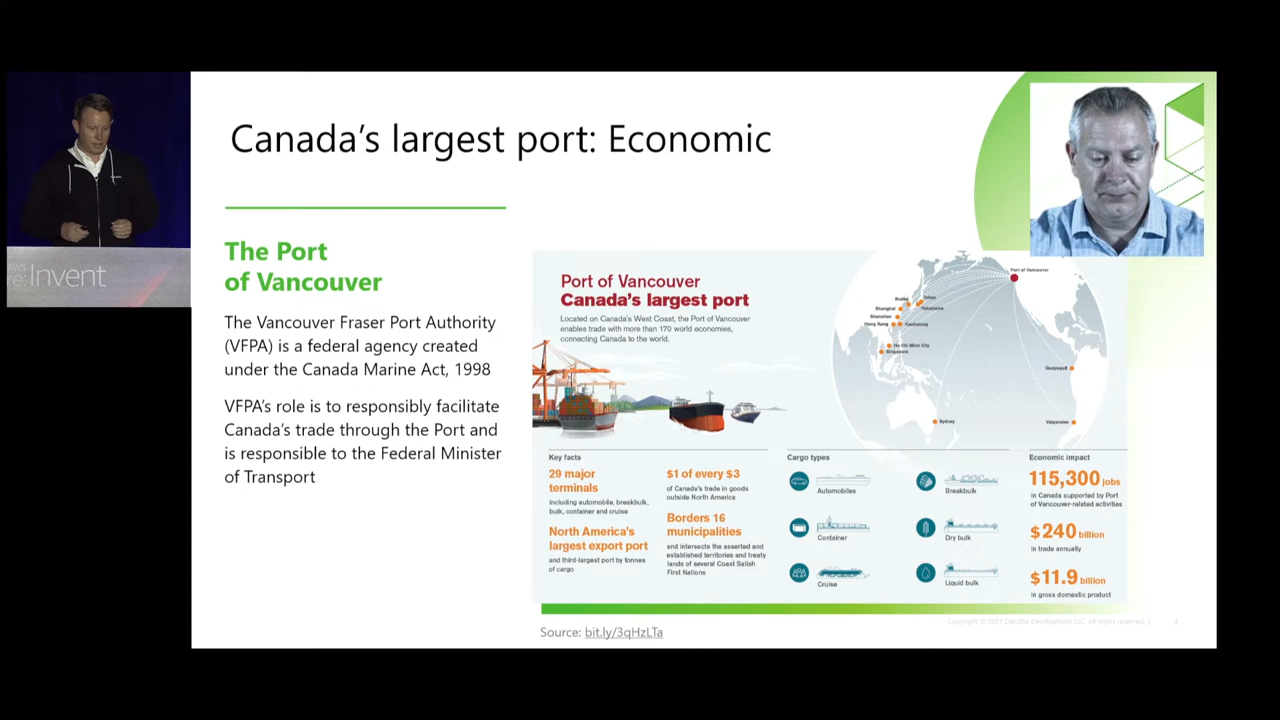 aws
re:Invent
Canada's largest port: Economic
The Port
of Vancouver
The Vancouver Fraser Port Authority
(VFPA) is a federal agency created
under the Canada Marine Act, 1998
VFPA's role is to responsibly facilitate
Canada's trade through the Port and
is responsible to the Federal Minister
of Transport
Port of Vancouver
Canada's largest port
Located on Canada's West Coast, the Port of Vancouver
enables trade with more than 170 world economies,
connecting Canada to the world.
Port of Vancouver
Busan
Tokyo
Yokohama
Shanghai
Shenzhen
Hong Kong
Kaohsiung
Ho Chi Minh City
Singapore
Guayaquil
Sydney
Valparaiso
Key facts
29 major
terminals
including automobile, breakbulk,
bulk, container and cruise
North America's
largest export port
and third-largest port by tonnes
of cargo
$1 of every $3
of Canada's trade in goods
outside North America
Borders 16
municipalities
and intersects the asserted and
established territories and treaty
lands of several Coast Salish
First Nations
Cargo types
Automobiles
Breakbulk
Container
Dry bulk
Cruise
Liquid bulk
Economic impact
115,300 jobs
in Canada supported by Port
of Vancouver-related activities
$240 billion
in trade annually
$11.9 billion
in gross domestic product
Source: bit.ly/3qHzLTa
Copyright © 2021 Deloitte Development LLC. All rights reserved. | 4